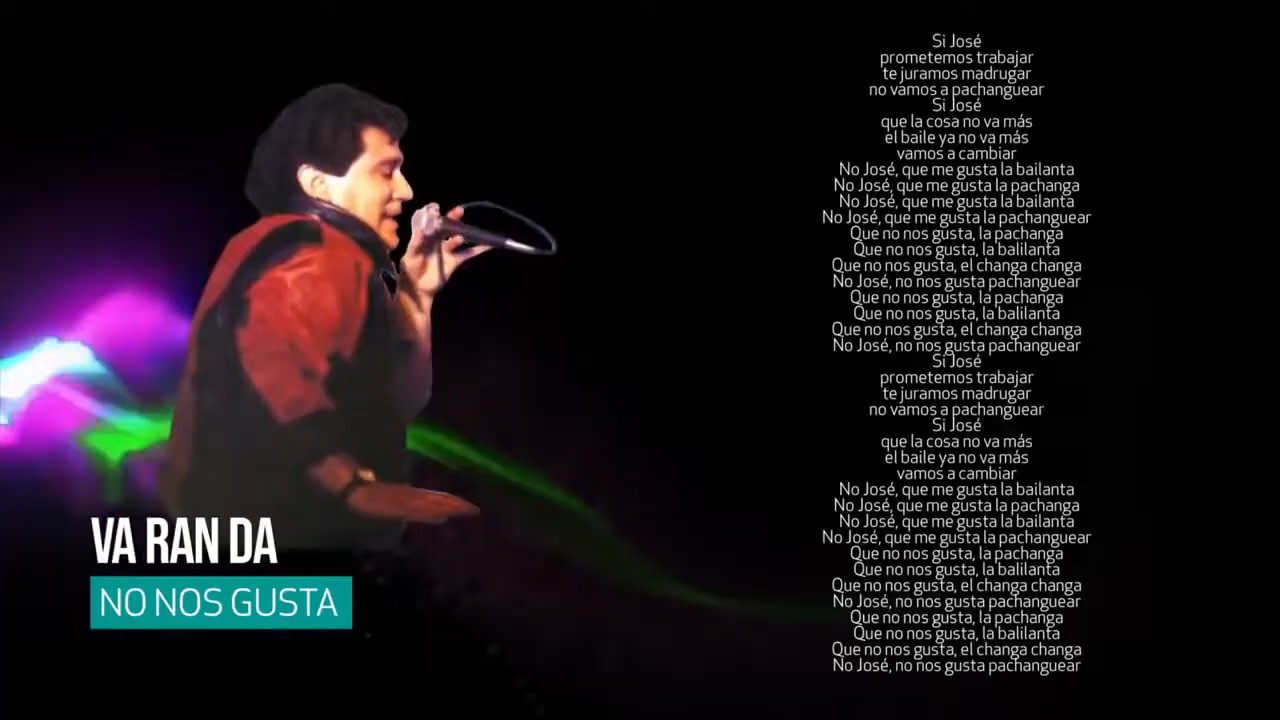 Si José
prometemos trabajar
te juramos madrugar
no vamos a pachanguear
Si José
que la cosa no va más
el baile ya no va más
vamos a cambiar
No José, que me gusta la bailanta
No José, que me gusta la pachanga
No José, que me gusta la bailanta
No José, que me gusta la pachanguear
Que no nos gusta, la pachanga
Que no nos gusta, la balilanta
Que no nos gusta, el changa changa
No José, no nos gusta pachanguear
Que no nos gusta, la pachanga
Que no nos gusta, la balilanta
Que no nos gusta, el changa changa
No José, no nos gusta pachanguear
Si José
prometemos trabajar
te juramos madrugar
no vamos a pachanguear
Si José
que la cosa no va más
el baile ya no va más
vamos a cambiar
No José, que me gusta la bailanta
No José, que me gusta la pachanga
No José, que me gusta la bailanta
No José, que me gusta la pachanguear
Que no nos gusta, la pachanga
Que no nos gusta, la balilanta
Que no nos gusta, el changa changa
No José, no nos gusta pachanguear
Que no nos gusta, la pachanga
Que no nos gusta, la balilanta
Que no nos gusta, el changa changa
No José, no nos gusta pachanguear
VA RAN DA
NO NOS GUSTA